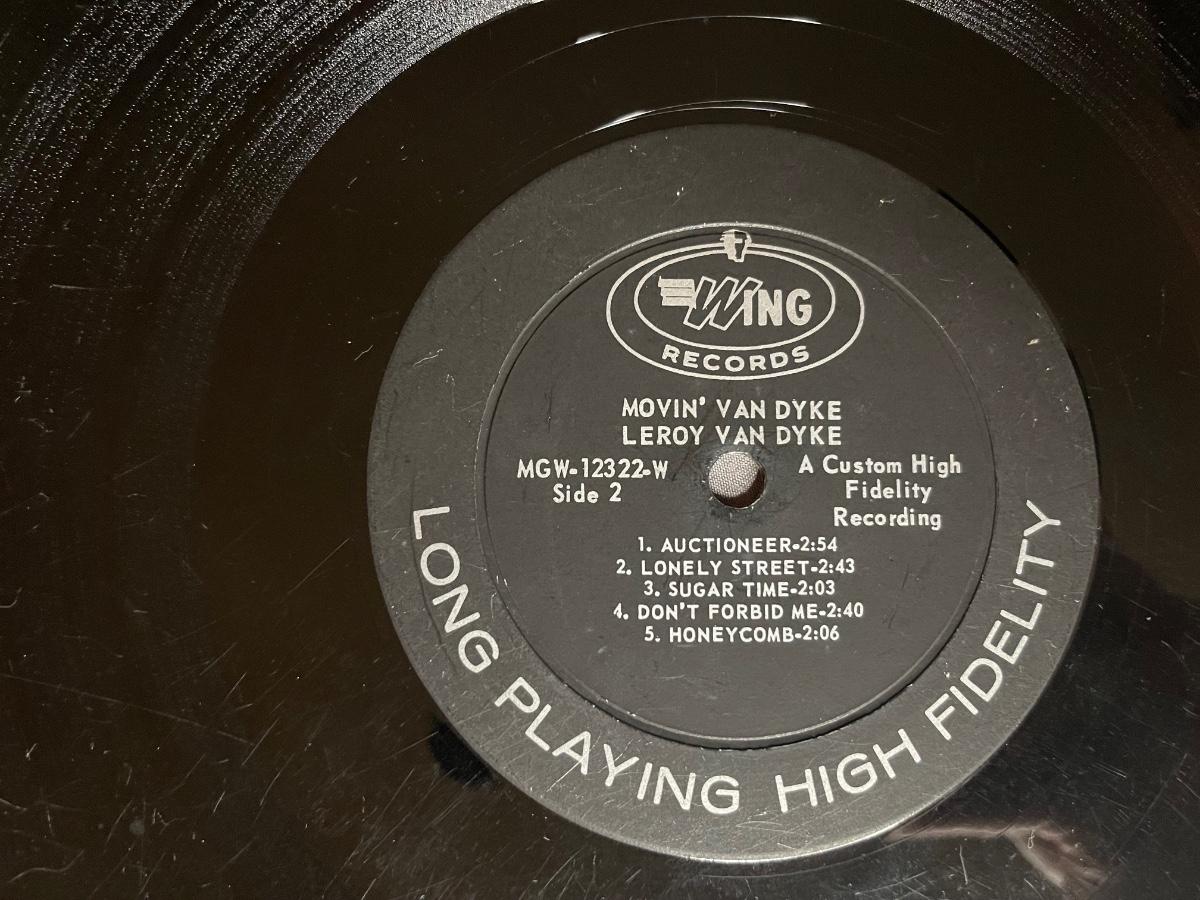 WING
RECORDS
MOVIN' VAN DYKE
LEROY VAN DYKE
MGW-12322-W
Side 2
A Custom High
Fidelity
Recording
1. AUCTIONEER-2:54
2. LONELY STREET-2:43
3. SUGAR TIME-2:03
4. DON'T FORBID ME-2:40
5. HONEYCOMB-2:06
LONG PLAYING HIGH FIDELITY